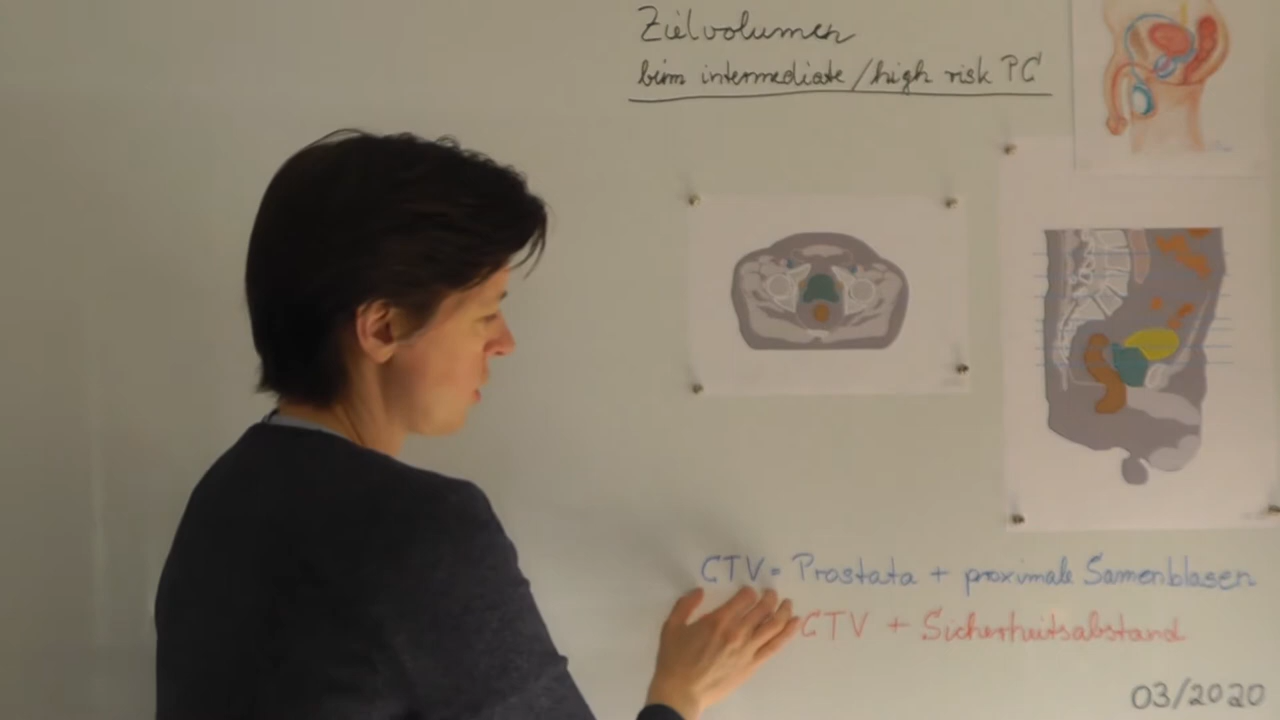 Zielvolumen
beim intermediate/high risk PC
CTV = Prostata + proximale Samenblasen
CTV + Sicherheitsabstand
03/2020